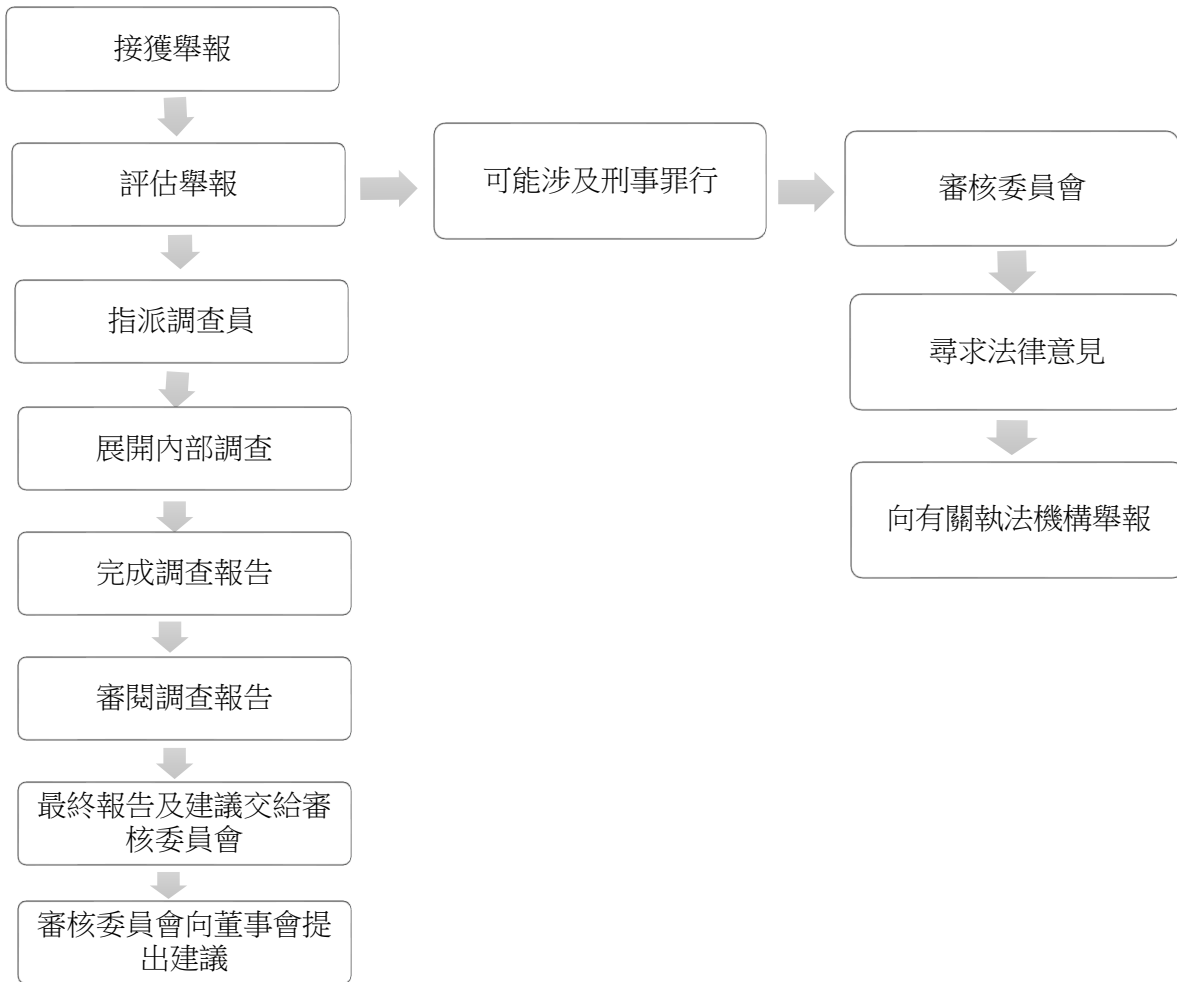 接獲舉報
評估舉報
可能涉及刑事罪行
審核委員會
指派調查員
尋求法律意見
展開內部調查
向有關執法機構舉報
完成調查報告
審閱調查報告
最終報告及建議交給審
核委員會
審核委員會向董事會提
出建議